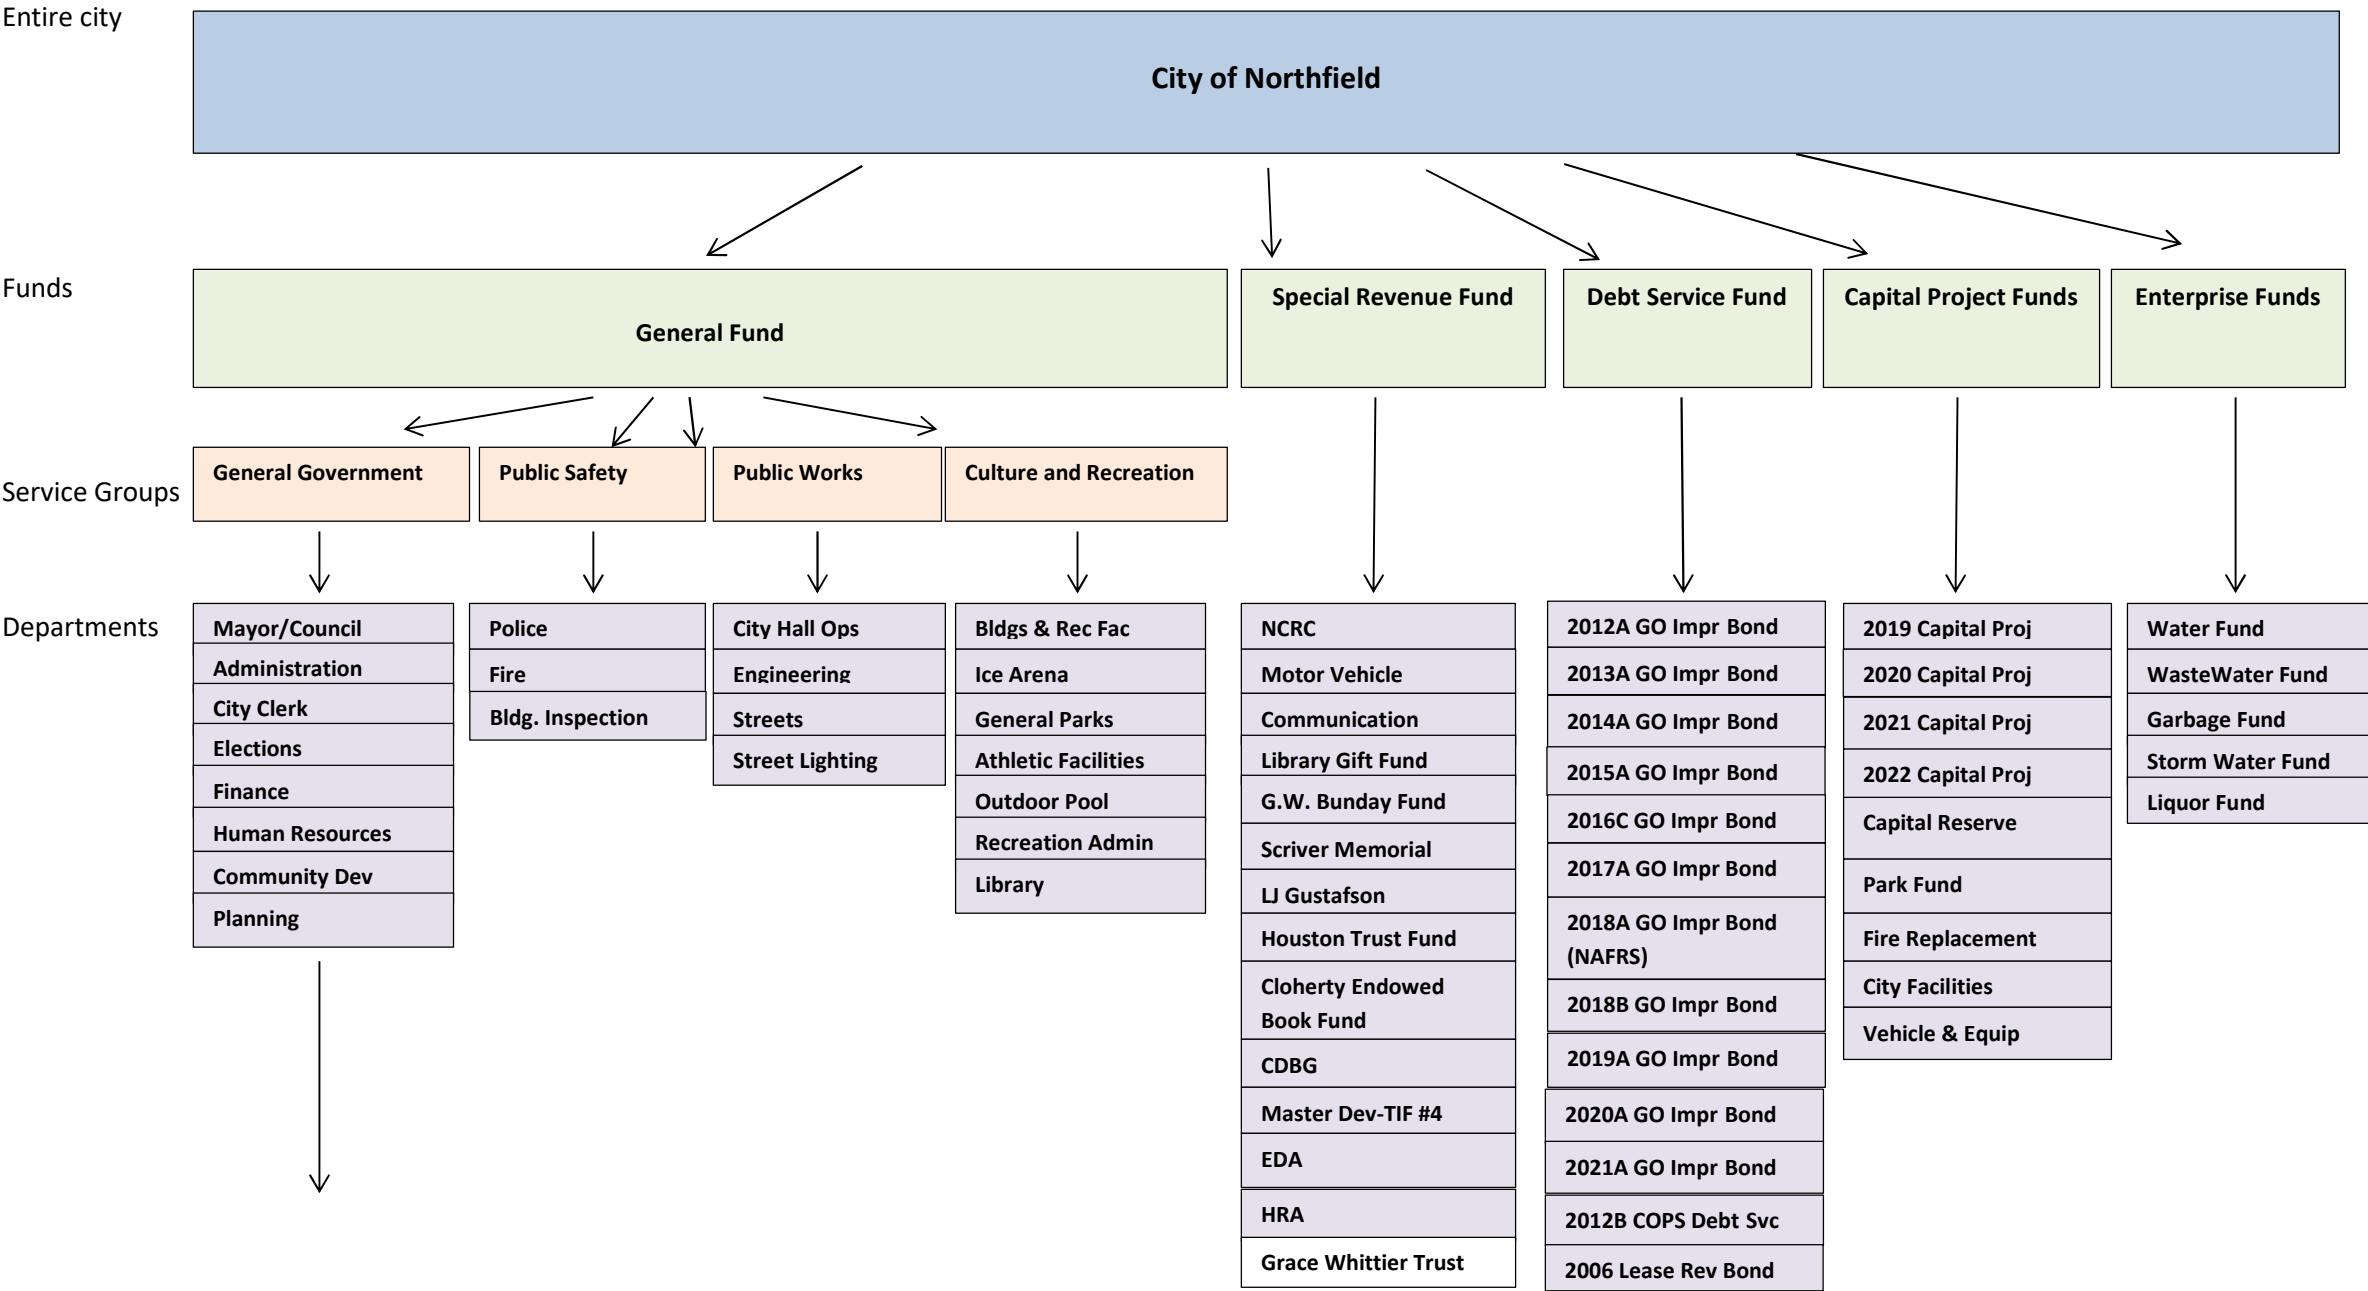 Entire city
City of Northfield
Funds
General Fund
Special Revenue Fund
Debt Service Fund
Capital Project Funds
Enterprise Funds
Service Groups
General Government
Public Safety
Public Works
Culture and Recreation
Departments
Mayor/Council
Administration
City Clerk
Elections
Finance
Human Resources
Community Dev
Planning
Police
Fire
Bldg. Inspection
City Hall Ops
Engineering
Streets
Street Lighting
Bldgs & Rec Fac
Ice Arena
General Parks
Athletic Facilities
Outdoor Pool
Recreation Admin
Library
NCRC
Motor Vehicle
Communication
Library Gift Fund
G.W. Bunday Fund
Scriver Memorial
LJ Gustafson
Houston Trust Fund
Cloherty Endowed
Book Fund
CDBG
Master Dev-TIF #4
EDA
HRA
Grace Whittier Trust
2012A GO Impr Bond
2013A GO Impr Bond
2014A GO Impr Bond
2015A GO Impr Bond
2016C GO Impr Bond
2017A GO Impr Bond
2018A GO Impr Bond
(NAFRS)
2018B GO Impr Bond
2019A GO Impr Bond
2020A GO Impr Bond
2021A GO Impr Bond
2012B COPS Debt Svc
2006 Lease Rev Bond
2019 Capital Proj
2020 Capital Proj
2021 Capital Proj
2022 Capital Proj
Capital Reserve
Park Fund
Fire Replacement
City Facilities
Vehicle & Equip
Water Fund
WasteWater Fund
Garbage Fund
Storm Water Fund
Liquor Fund